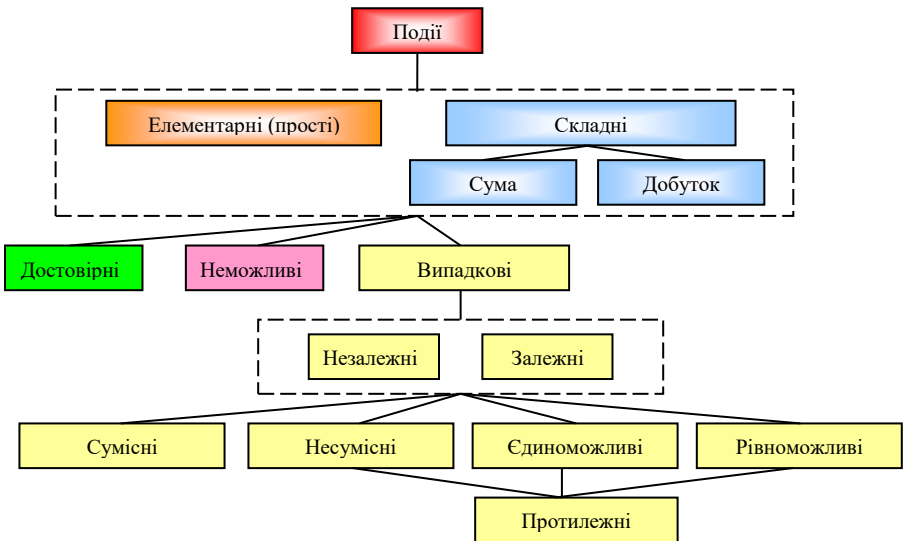 Події
Елементарні (прості)
Складні
Сума
Добуток
Достовірні
Неможливі
Випадкові
Незалежні
Залежні
Сумісні
Несумісні
Єдиноможливі
Рівноможливі
Протилежні